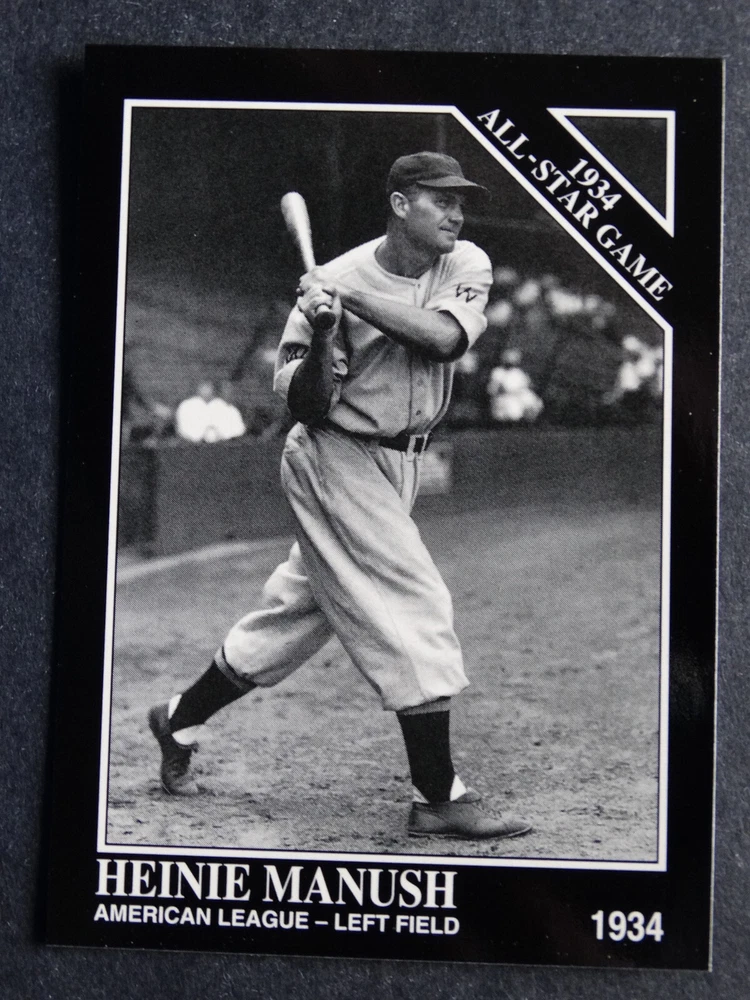 1934
ALL-STAR GAME
W
HEINIE MANUSH
AMERICAN LEAGUE – LEFT FIELD
1934